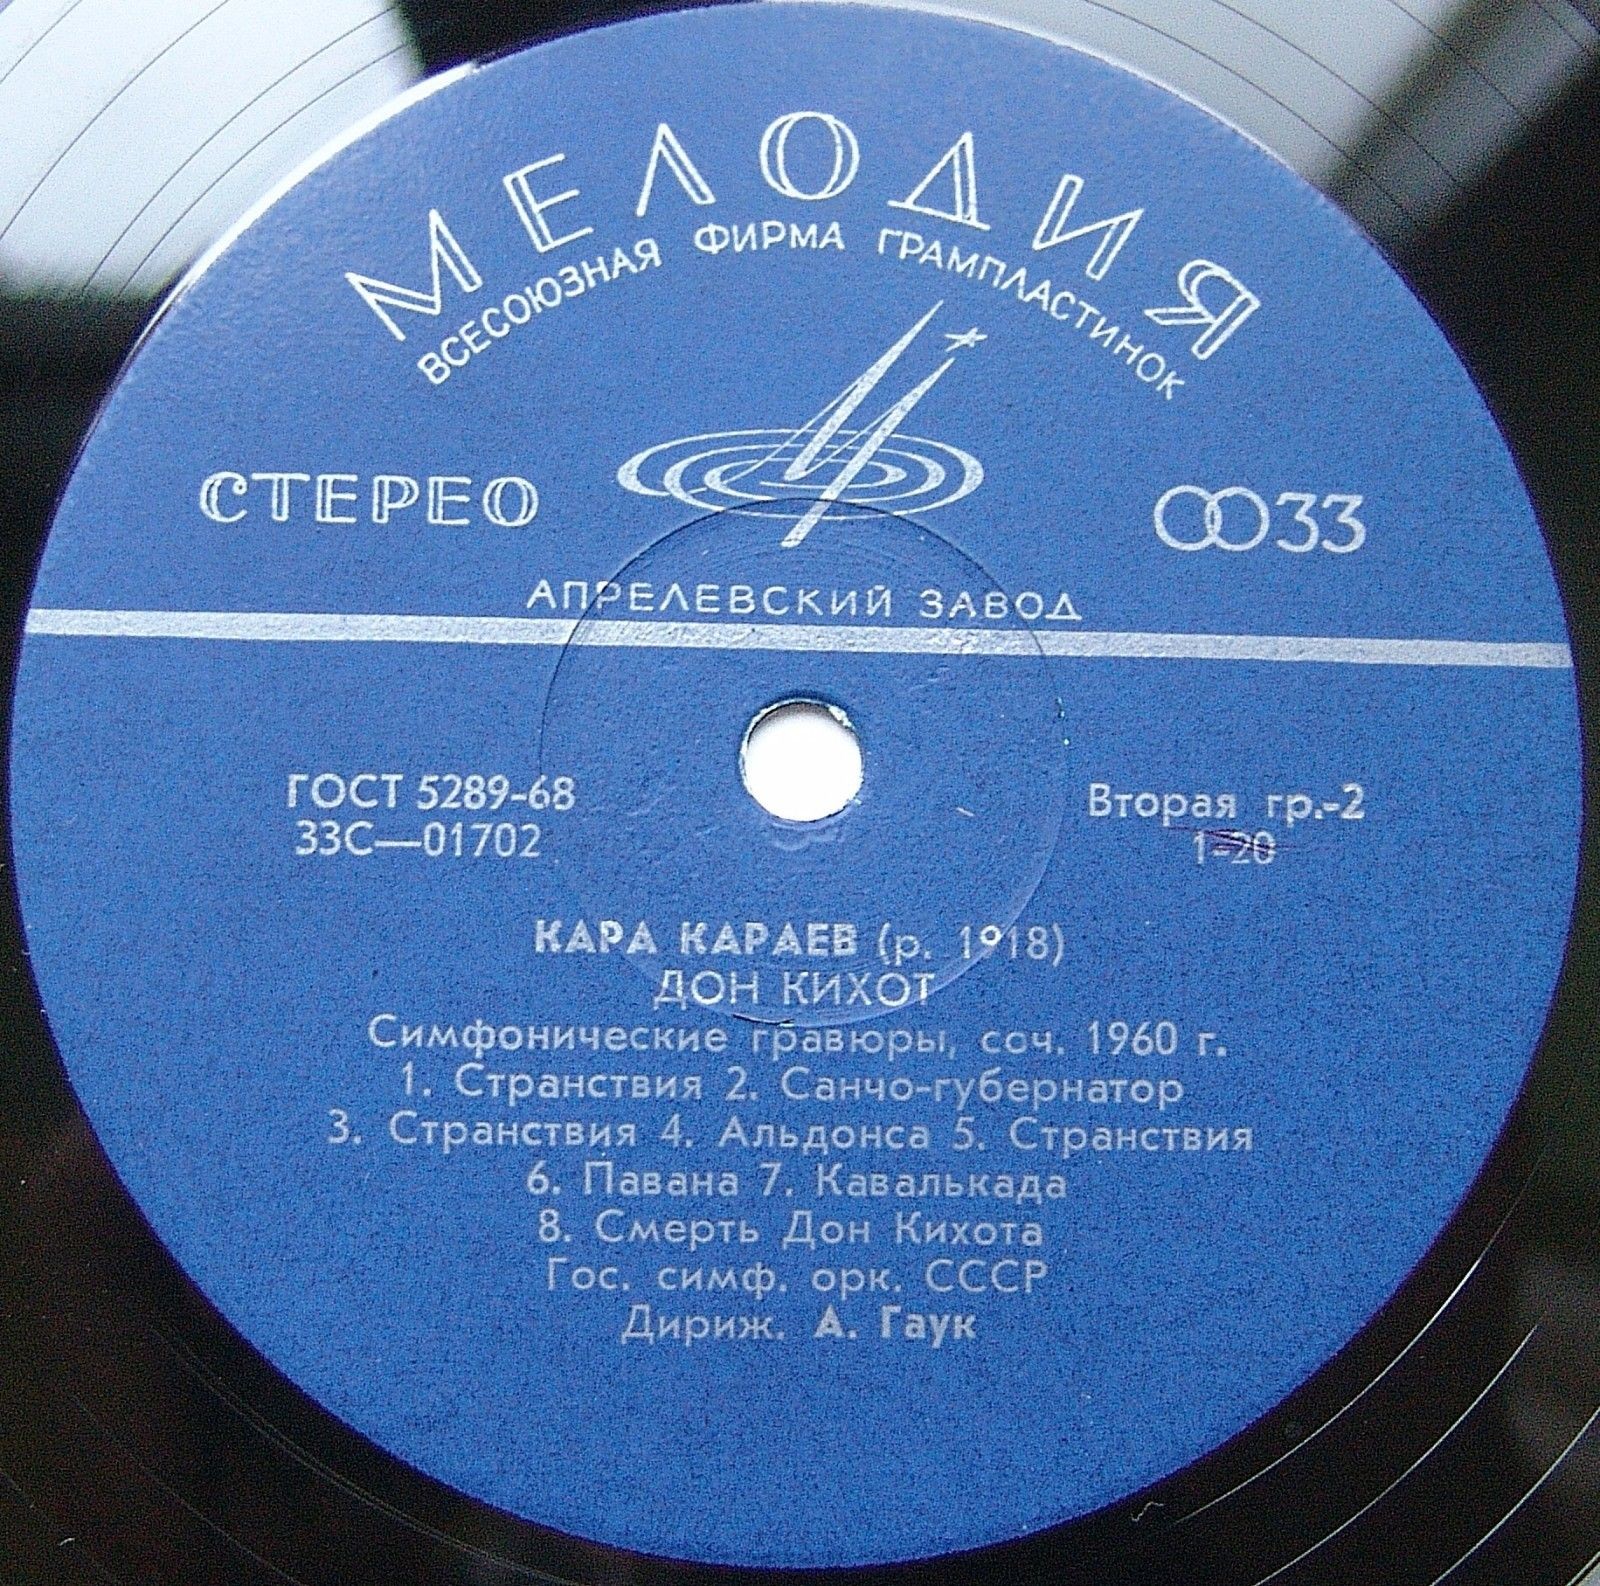 МЕЛОДИЯ
ВСЕСОЮЗНАЯ ФИРМА ГРАМПЛАСТИНОК
СТЕРЕО
33
АПРЕЛЕВСКИЙ ЗАВОД
ГОСТ 5289-68
33С—01702
Вторая гр.-2
1-20
КАРА КАРАЕВ (р. 1918)
ДОН КИХОТ
Симфонические гравюры, соч. 1960 г.
1. Странствия 2. Санчо-губернатор
3. Странствия 4. Альдонса 5. Странствия
6. Павана 7. Кавалькада
8. Смерть Дон Кихота
Гос. симф. орк. СССР
Дириж. А. Гаук